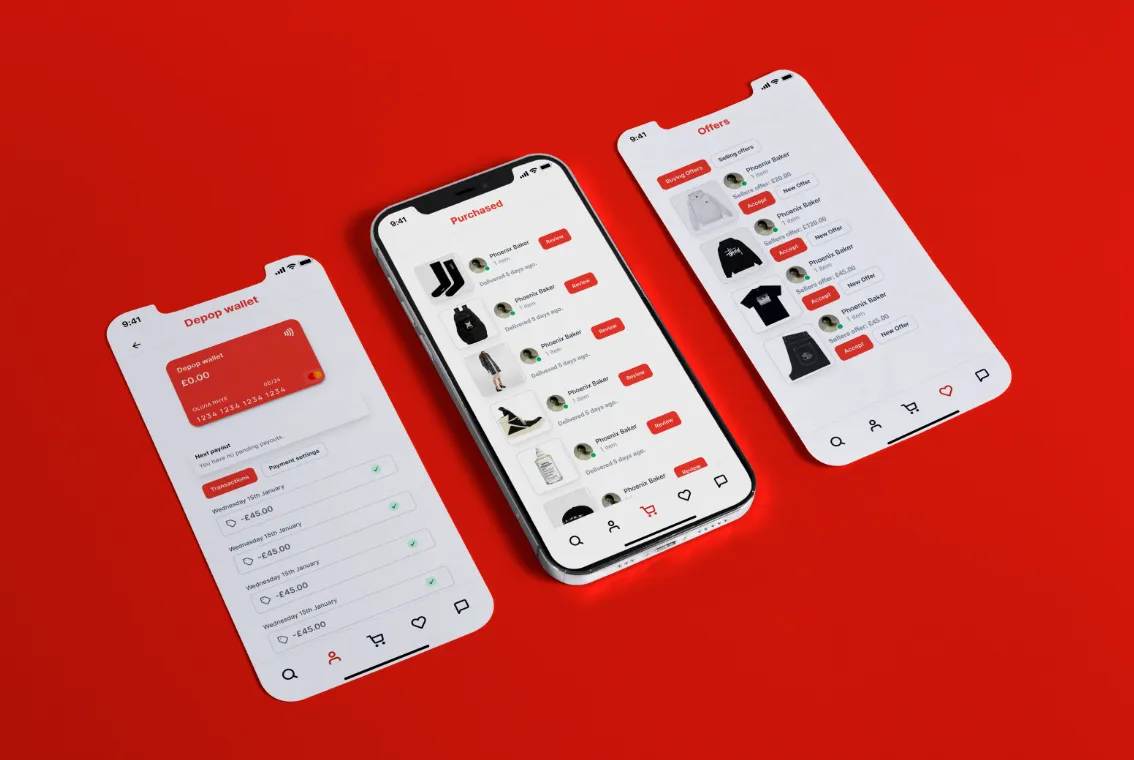 9:41
Depop wallet
Depop wallet
£0.00
OLIVIA RHYE
06/24
1234 1234 1234 1234
Next payout
You have no pending payouts.
Transactions
Payment settings
Wednesday 15th January
-£45.00
Wednesday 15th January
-£45.00
Wednesday 15th January
-£45.00
Wednesday 15th January
-£45.00
9:41
Purchased
Phoenix Baker
1 item
Review
Delivered 5 days ago.
Phoenix Baker
1 item
Review
Delivered 5 days ago.
Phoenix Baker
1 item
Review
Delivered 5 days ago.
Phoenix Baker
1 item
Review
Delivered 5 days ago.
Phoenix Baker
1 item
Review
Delivered 5 days ago.
Phoenix Baker
1 item
Review
9:41
Offers
Buying Offers
Selling offers
Phoenix Baker
1 item
Sellers offer: £20.00
Accept
New Offer
Phoenix Baker
1 item
Sellers offer: £120.00
Accept
New Offer
Phoenix Baker
1 item
Sellers offer: £45.00
Accept
New Offer
Phoenix Baker
1 item
Sellers offer: £45.00
Accept
New Offer